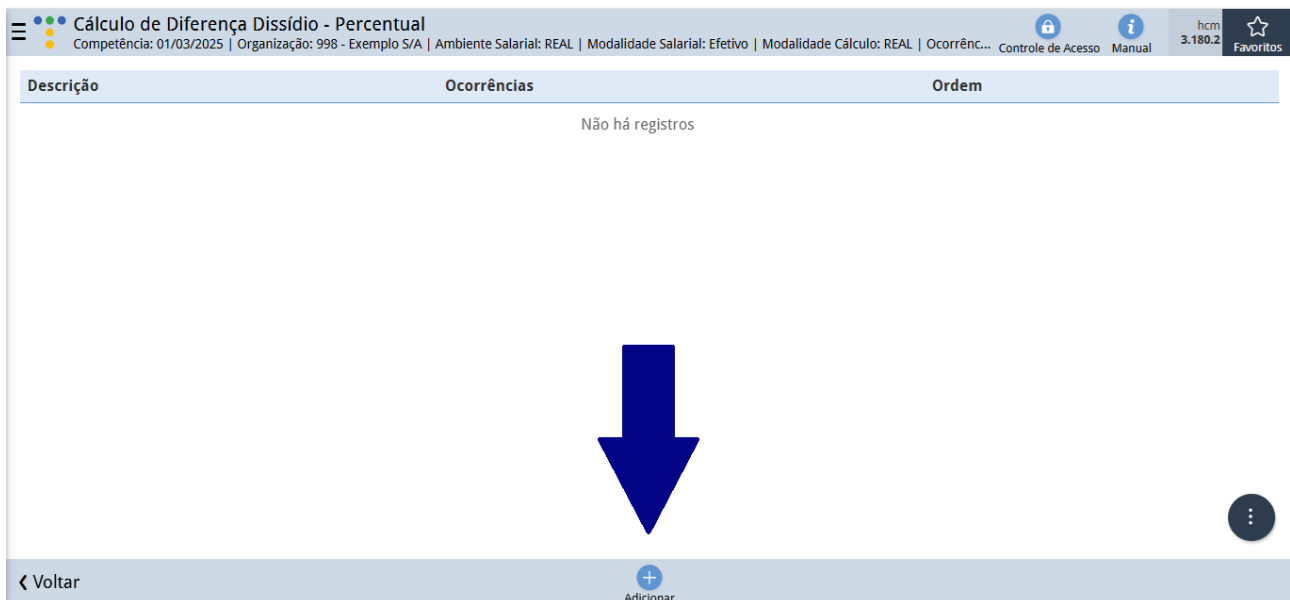 Cálculo de Diferença Dissídio - Percentual
Competência: 01/03/2025 | Organização: 998 - Exemplo S/A | Ambiente Salarial: REAL | Modalidade Salarial: Efetivo | Modalidade Cálculo: REAL | Ocorrênc...
Controle de Acesso
Manual
hcm
3.180.2
Favoritos
Descrição Ocorrências Ordem
Não há registros
Voltar
Adicionar